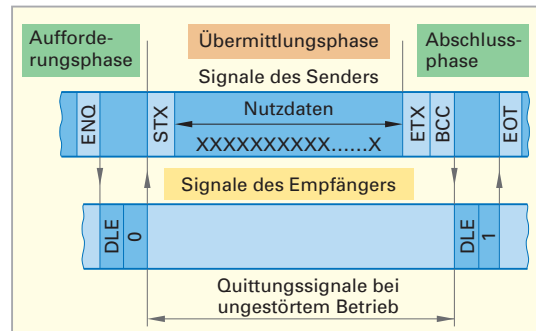 Aufforde-
rungsphase
Übermittlungsphase
Abschluss-
phase
Signale des Senders
ENQ
STX
Nutzdaten
XXXXXXXXXX......X
ETX
BCC
EOT
Signale des Empfängers
DLE
0
DLE
1
Quittungssignale bei
ungestörtem Betrieb